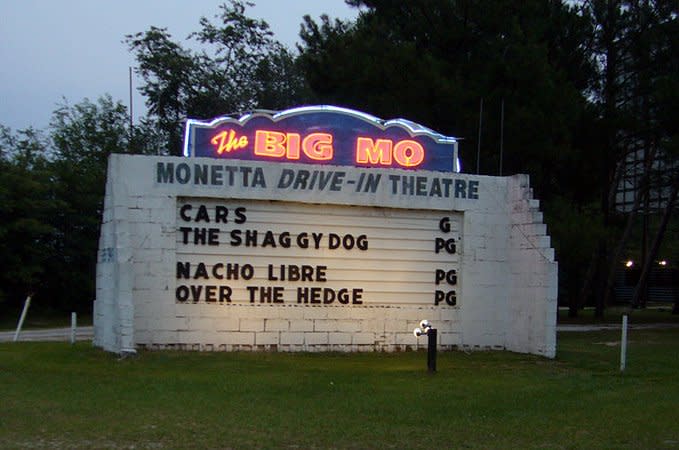 The BIG MO
MONETTA DRIVE-IN THEATRE
CARS G
THE SHAGGY DOG PG
NACHO LIBRE PG
OVER THE HEDGE PG